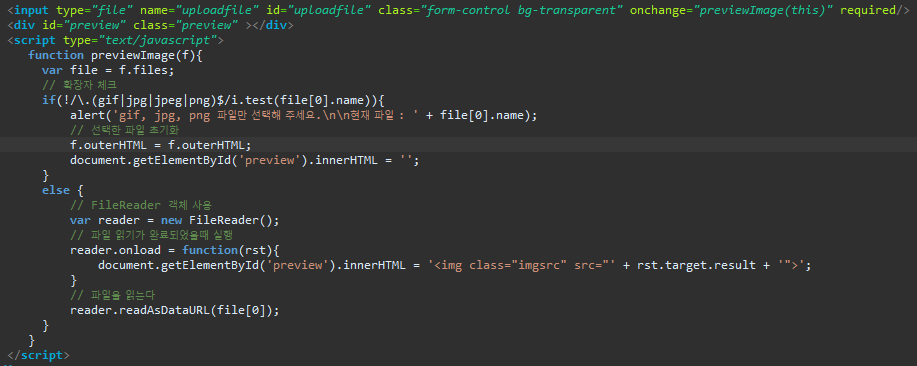 <input type="file" name="uploadfile" id="uploadfile" class="form-control bg-transparent" onchange="previewImage(this)" required/>
<div id="preview" class="preview" ></div>
<script type="text/javascript">
function previewImage(f){
var file = f.files;
// 확장자 체크
if(!/\.(gif|jpg|jpeg|png)$/i.test(file[0].name)){
alert('gif, jpg, png 파일만 선택해 주세요.\n\n현재 파일 : ' + file[0].name);
// 선택한 파일 초기화
f.outerHTML = f.outerHTML;
document.getElementById('preview').innerHTML = '';
}
else {
// FileReader 객체 사용
var reader = new FileReader();
// 파일 읽기가 완료되었을때 실행
reader.onload = function(rst){
document.getElementById('preview').innerHTML = '<img class="imgsrc" src="' + rst.target.result + '">';
}
// 파일을 읽는다
reader.readAsDataURL(file[0]);
}
}
</script>